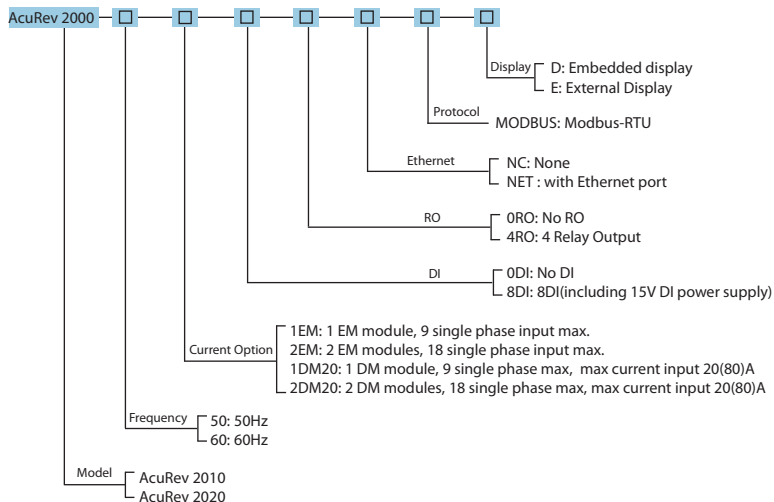 AcuRev 2000
Display
D: Embedded display
E: External Display
Protocol
MODBUS: Modbus-RTU
Ethernet
NC: None
NET : with Ethernet port
RO
0RO: No RO
4RO: 4 Relay Output
DI
0DI: No DI
8DI: 8DI(including 15V DI power supply)
Current Option
1EM: 1 EM module, 9 single phase input max.
2EM: 2 EM modules, 18 single phase input max.
1DM20: 1 DM module, 9 single phase max, max current input 20(80)A
2DM20: 2 DM modules, 18 single phase max, max current input 20(80)A
Frequency
50: 50Hz
60: 60Hz
Model
AcuRev 2010
AcuRev 2020